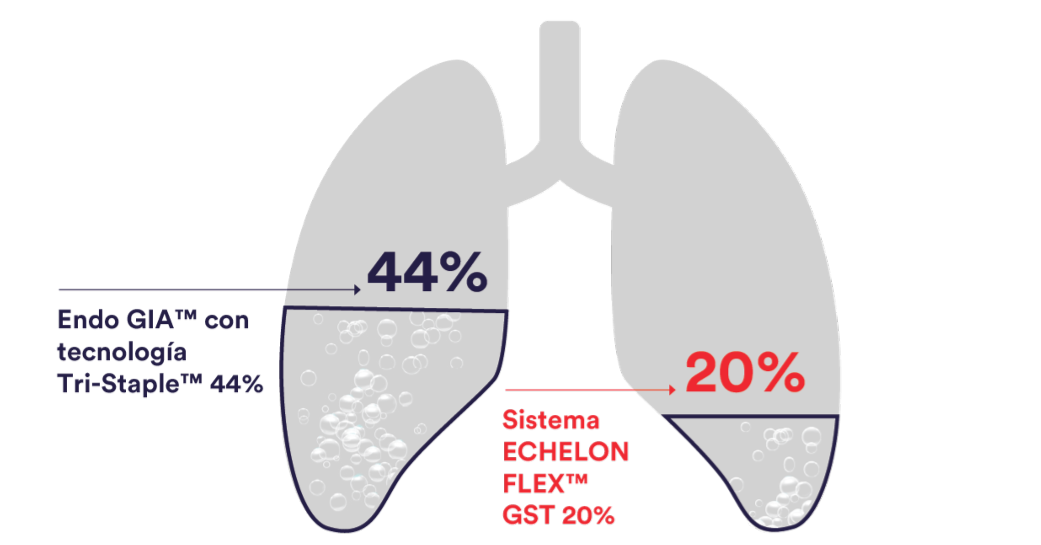 44%
Endo GIA™ con
tecnología
Tri-Staple™ 44%
20%
Sistema
ECHELON
FLEX™
GST 20%